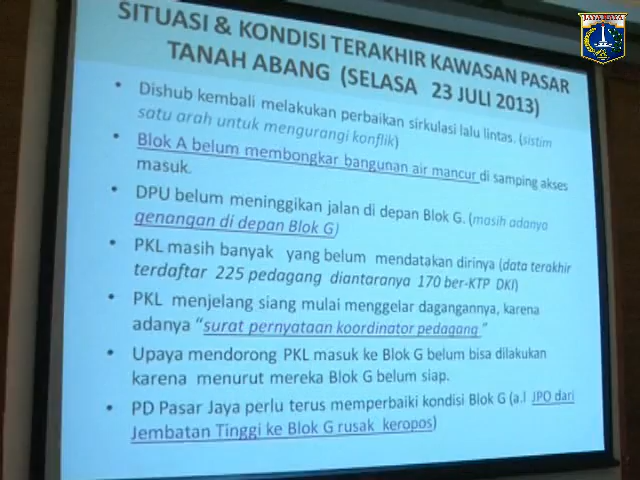 SITUASI & KONDISI TERAKHIR KAWASAN PASAR
TANAH ABANG (SELASA 23 JULI 2013)
• Dishub kembali melakukan perbaikan sirkulasi lalu lintas. (sistim
satu arah untuk mengurangi konflik)
• Blok A belum membongkar bangunan air mancur di samping akses
masuk.
• DPU belum meninggikan jalan di depan Blok G. (masih adanya
genangan di depan Blok G)
• PKL masih banyak yang belum mendatakan dirinya (data terakhir
terdaftar 225 pedagang diantaranya 170 ber-KTP DKI)
• PKL menjelang siang mulai menggelar dagangannya, karena
adanya “surat pernyataan koordinator pedagang”
• Upaya mendorong PKL masuk ke Blok G belum bisa dilakukan
karena menurut mereka Blok G belum siap.
• PD Pasar Jaya perlu terus memperbaiki kondisi Blok G (a.l JPO dari
Jembatan Tinggi ke Blok G rusak keropos)